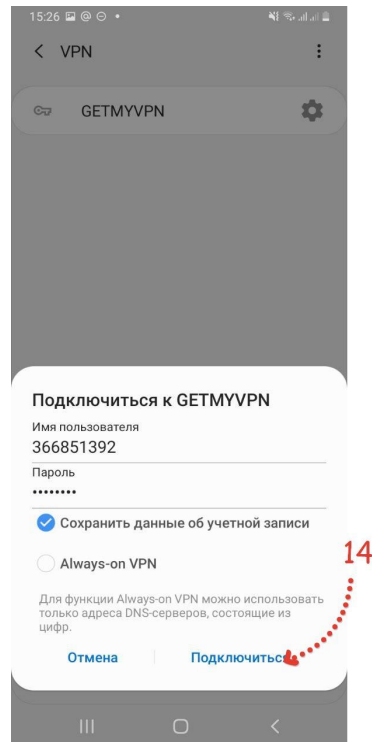 15:26
VPN
GETMYVPN
Подключиться к GETMYVPN
Имя пользователя
366851392
Пароль
••••••••
Сохранить данные об учетной записи
Always-on VPN
14
Для функции Always-on VPN можно использовать
только адреса DNS-серверов, состоящие из
цифр.
Отмена Подключиться